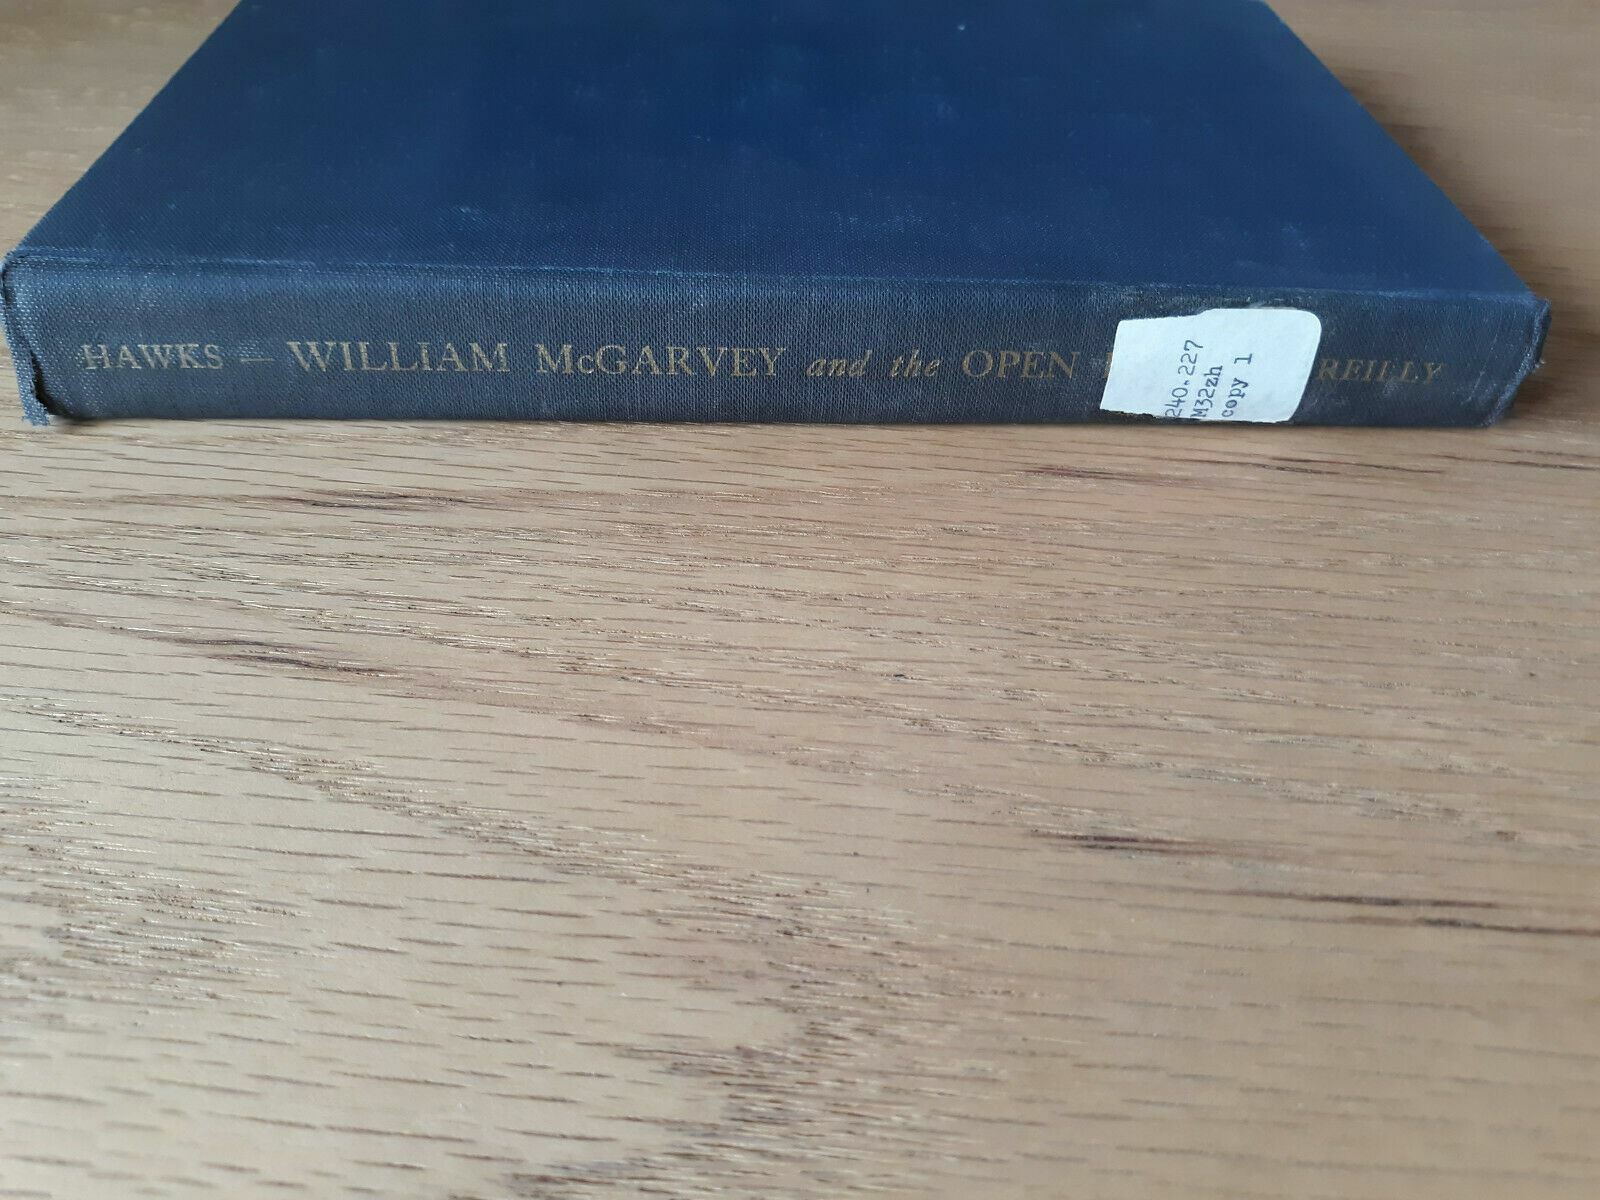 HAWKS — WILLIAM McGARVEY and the OPEN REILLY
240.227
M32zh
copy 1